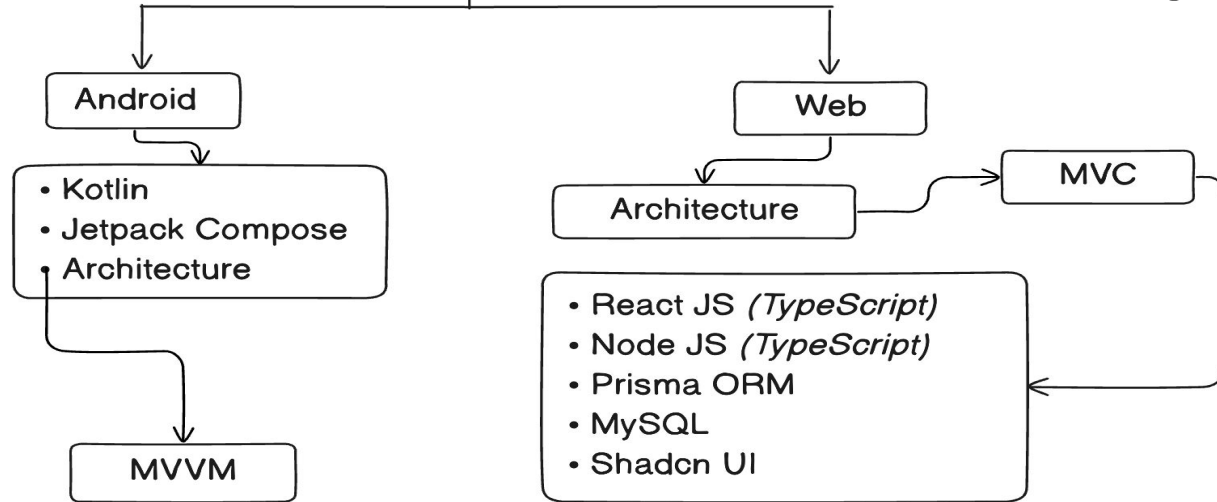 Android
• Kotlin
• Jetpack Compose
• Architecture
MVVM
Web
Architecture
MVC
• React JS (TypeScript)
• Node JS (TypeScript)
• Prisma ORM
• MySQL
• Shadcn UI